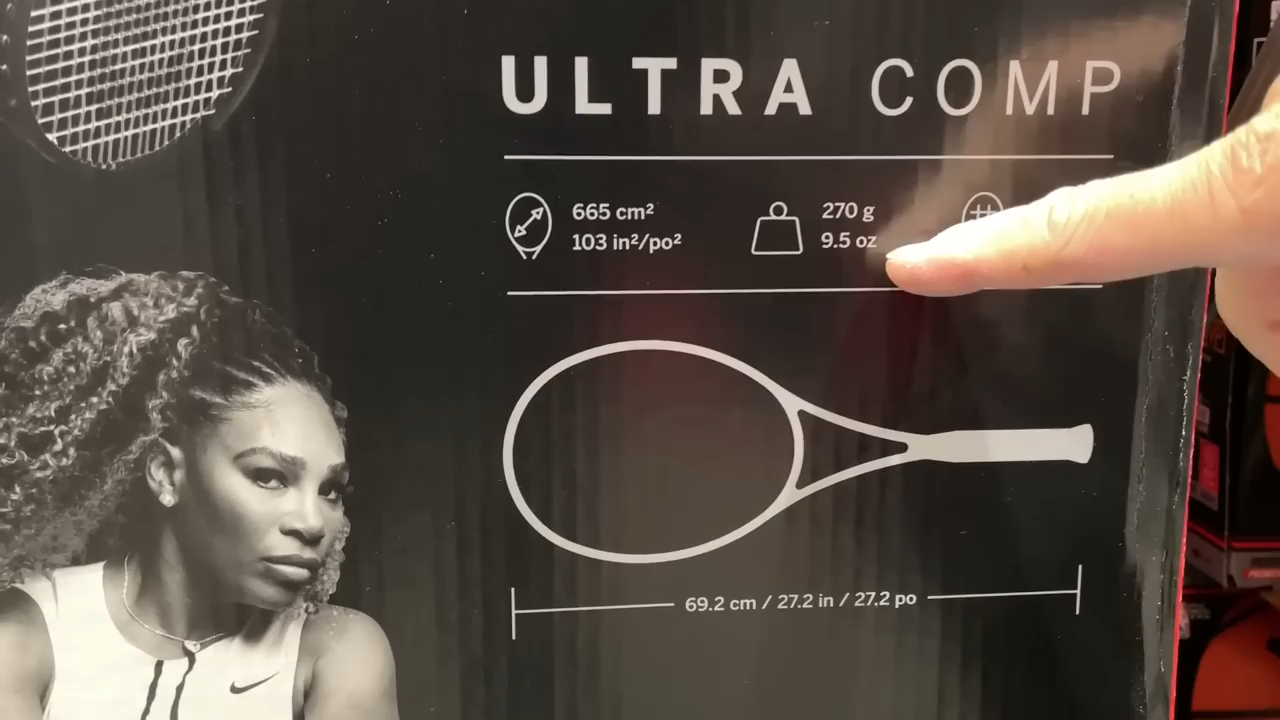 ULTRA COMP
665 cm²
103 in²/po²
270 g
9.5 oz
69.2 cm / 27.2 in / 27.2 po